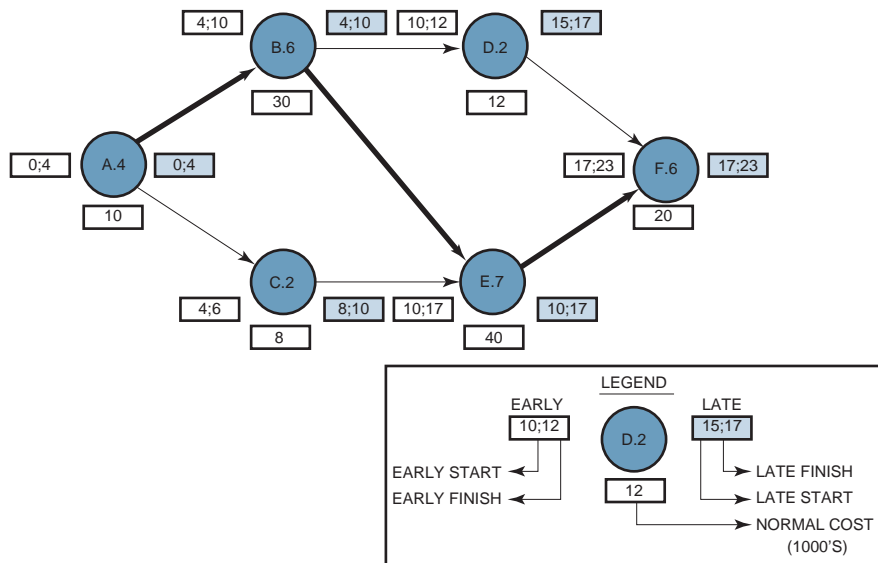 4;10
B.6
4;10
10;12
D.2
15;17
30
12
0;4
A.4
0;4
17;23
F.6
17;23
10
20
C.2
E.7
4;6
8;10
10;17
10;17
8
40
LEGEND
EARLY
LATE
10;12
D.2
15;17
EARLY START
LATE FINISH
12
EARLY FINISH
LATE START
NORMAL COST
(1000'S)